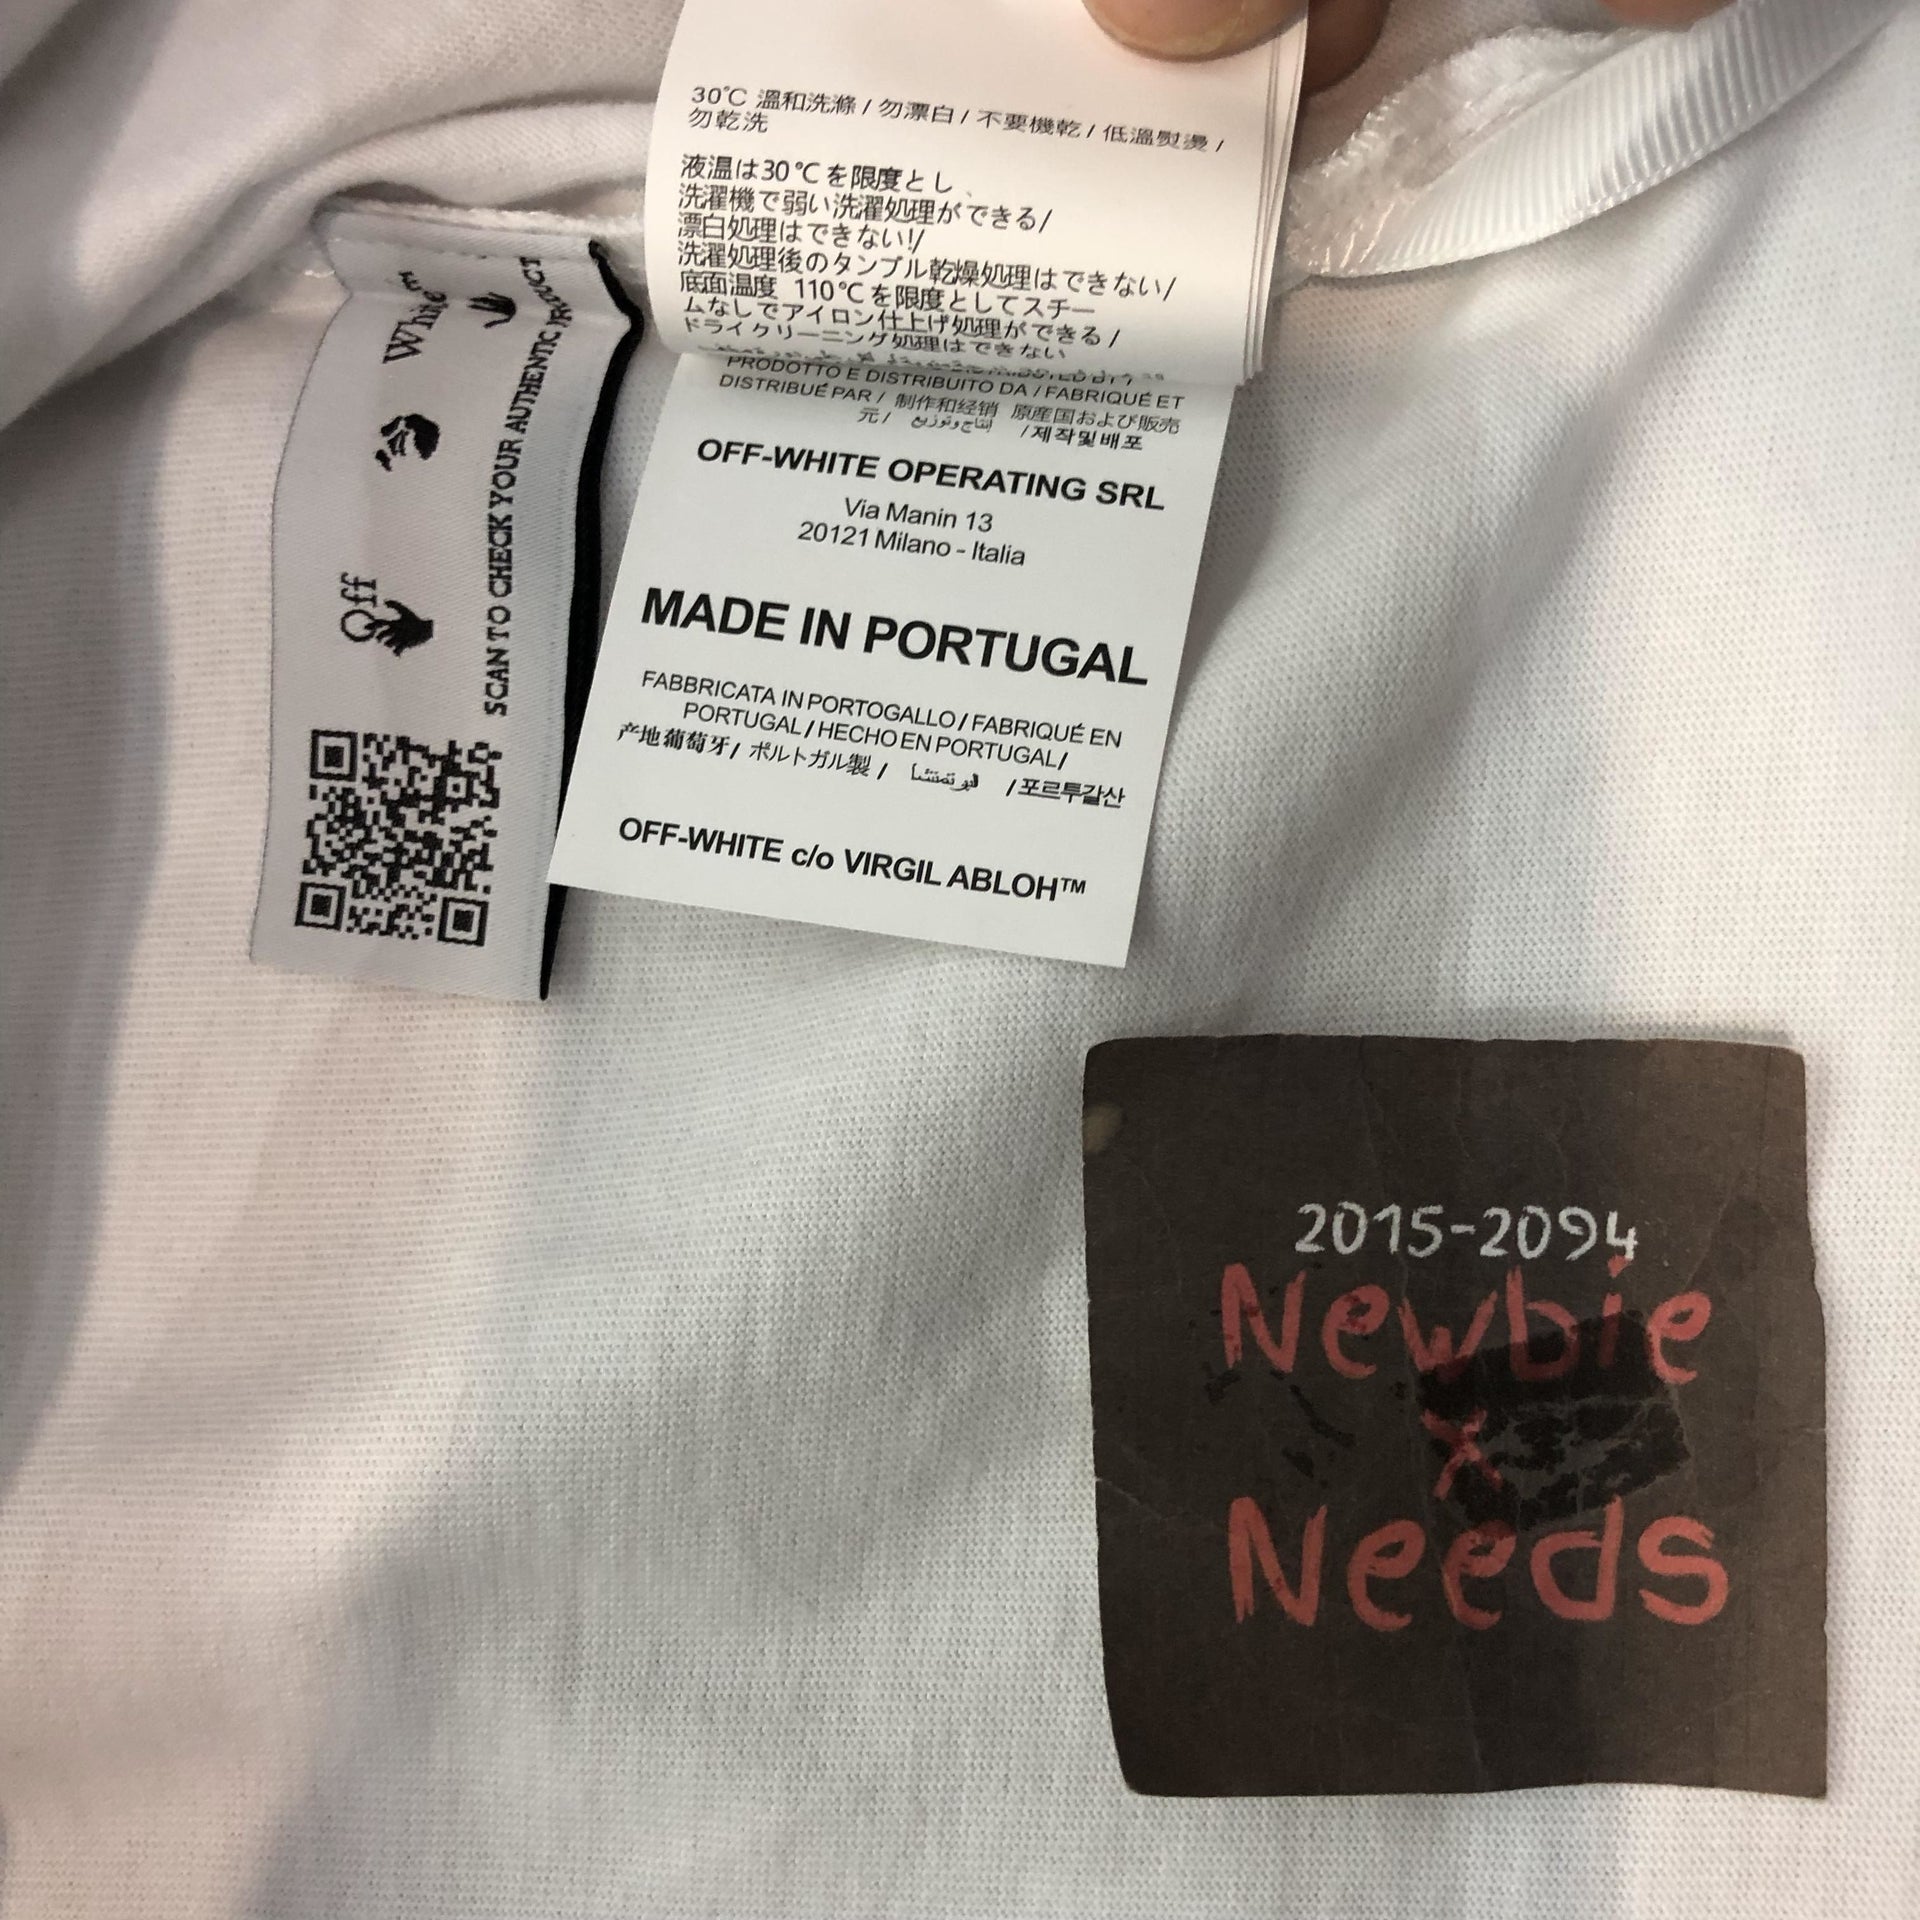 30°C 溫和洗滌 / 勿漂白 / 不要機乾 / 低溫熨燙 /
勿乾洗
液温は30℃を限度とし、
洗濯機で弱い洗濯処理ができる/
漂白処理はできない!/
洗濯処理後のタンブル乾燥処理はできない/
底面温度 110℃を限度としてスチー
ムなしでアイロン仕上げ処理ができる /
ドライクリーニング処理はできない
PRODOTTO E DISTRIBUITO DA / FABRIQUÉ ET
DISTRIBUÉ PAR / 制作和经销 原産国および販売
元 / إنتاج وتوزيع / 제작 및 배포
OFF-WHITE OPERATING SRL
Via Manin 13
20121 Milano - Italia
MADE IN PORTUGAL
FABBRICATA IN PORTOGALLO / FABRIQUÉ EN
PORTUGAL / HECHO EN PORTUGAL /
产地葡萄牙 / ポルトガル製 / / 포르투갈산
OFF-WHITE c/o VIRGIL ABLOH™
Off White™
SCAN TO CHECK YOUR AUTHENTIC PRODUCT
2015-2094
Newbie
x
Needs